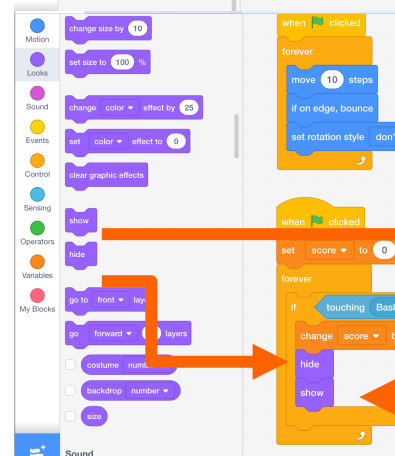 Motion
Looks
Sound
Events
Control
Sensing
Operators
Variables
My Blocks
change size by 10
set size to 100 %
change color effect by 25
set color effect to 0
clear graphic effects
show
hide
go to front
go forward layers
costume
backdrop number
size
Sound
when clicked
forever
move 10 steps
if on edge, bounce
set rotation style don't
when clicked
set score to 0
forever
if touching
change score
hide
show